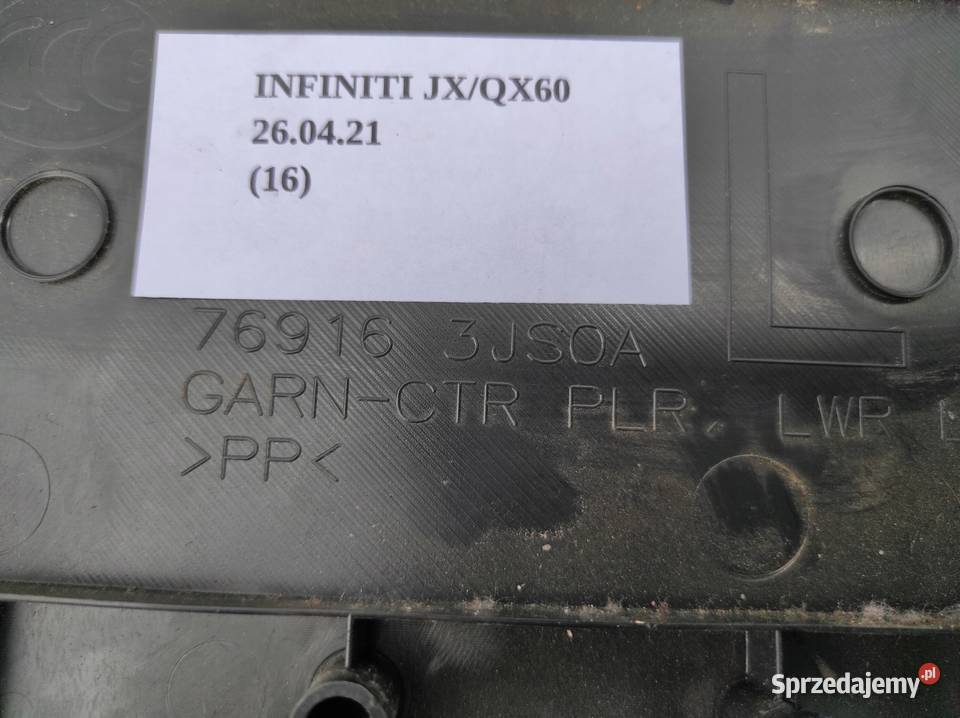 INFINITI JX/QX60
26.04.21
(16)
76916 3JS0A
L
GARN-CTR PLR, LWR
>PP<
Sprzedajemy.pl